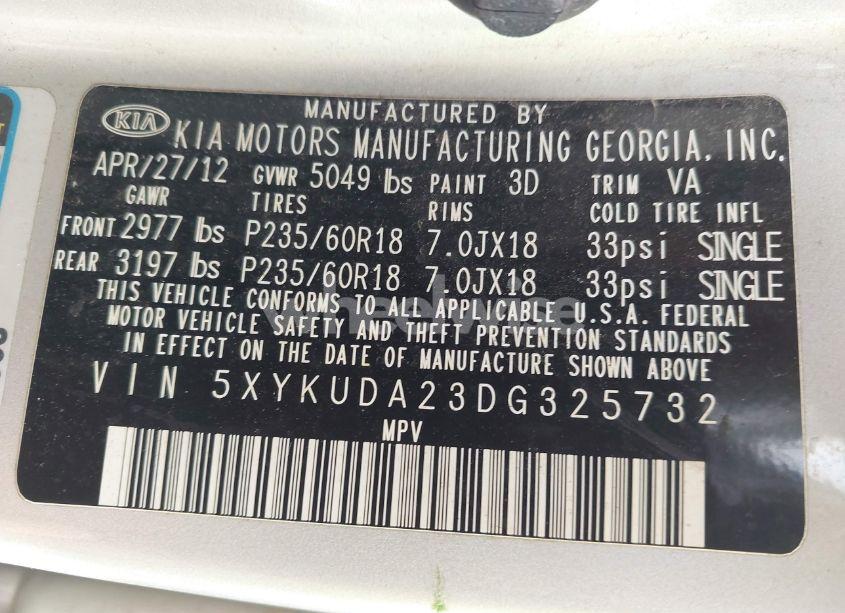 MANUFACTURED BY
KIA KIA MOTORS MANUFACTURING GEORGIA, INC.
APR/27/12 GVWR 5049 lbs PAINT 3D TRIM VA
GAWR TIRES RIMS COLD TIRE INFL
FRONT 2977 lbs P235/60R18 7.0JX18 33psi SINGLE
REAR 3197 lbs P235/60R18 7.0JX18 33psi SINGLE
THIS VEHICLE CONFORMS TO ALL APPLICABLE U.S.A. FEDERAL
MOTOR VEHICLE SAFETY AND THEFT PREVENTION STANDARDS
IN EFFECT ON THE DATE OF MANUFACTURE SHOWN ABOVE
VIN 5XYKUDA23DG325732
MPV